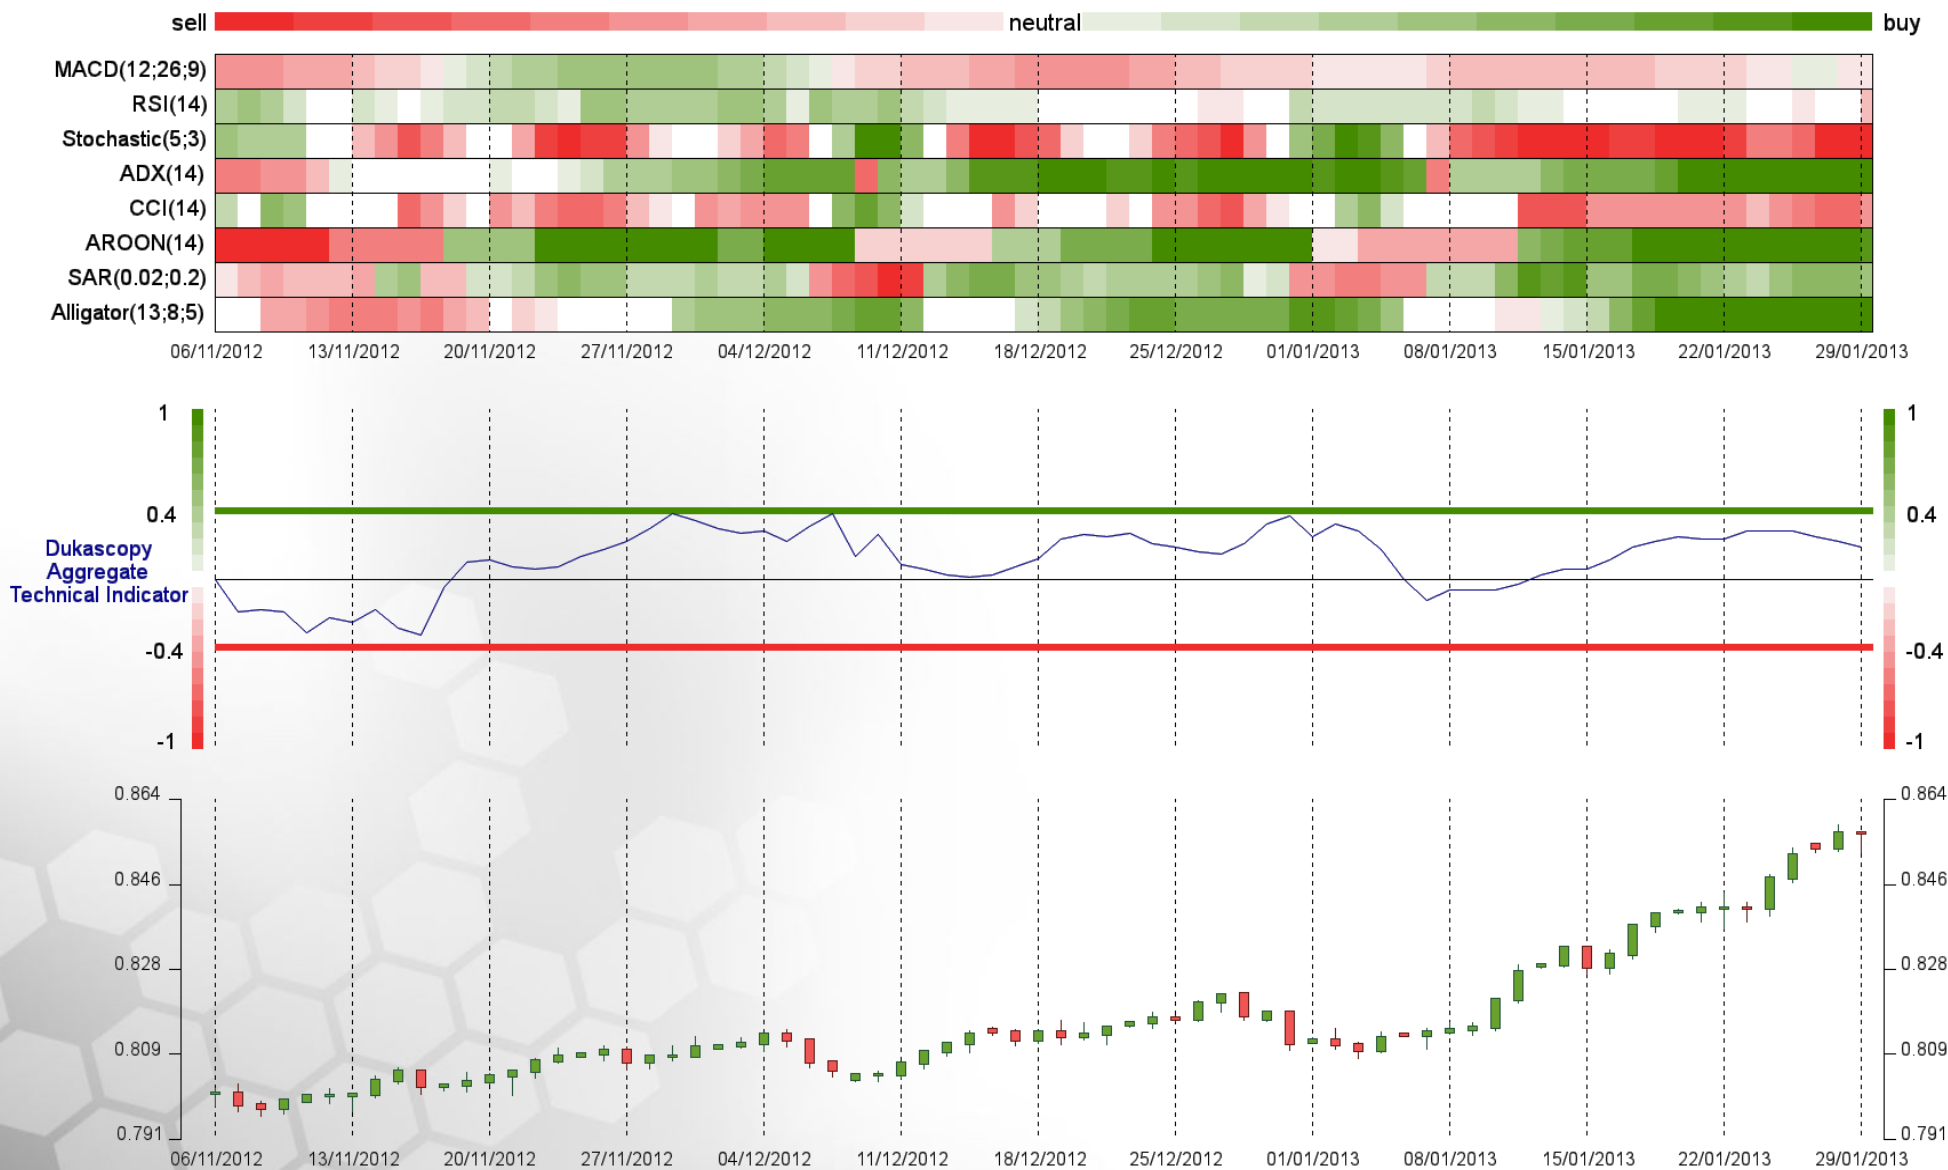 sell neutral buy
MACD(12;26;9)
RSI(14)
Stochastic(5;3)
ADX(14)
CCI(14)
AROON(14)
SAR(0.02;0.2)
Alligator(13;8;5)
06/11/2012 13/11/2012 20/11/2012 27/11/2012 04/12/2012 11/12/2012 18/12/2012 25/12/2012 01/01/2013 08/01/2013 15/01/2013 22/01/2013 29/01/2013
1 1
0.4 0.4
Dukascopy
Aggregate
Technical Indicator
-0.4 -0.4
-1 -1
0.864 0.864
0.846 0.846
0.828 0.828
0.809 0.809
0.791 0.791
06/11/2012 13/11/2012 20/11/2012 27/11/2012 04/12/2012 11/12/2012 18/12/2012 25/12/2012 01/01/2013 08/01/2013 15/01/2013 22/01/2013 29/01/2013